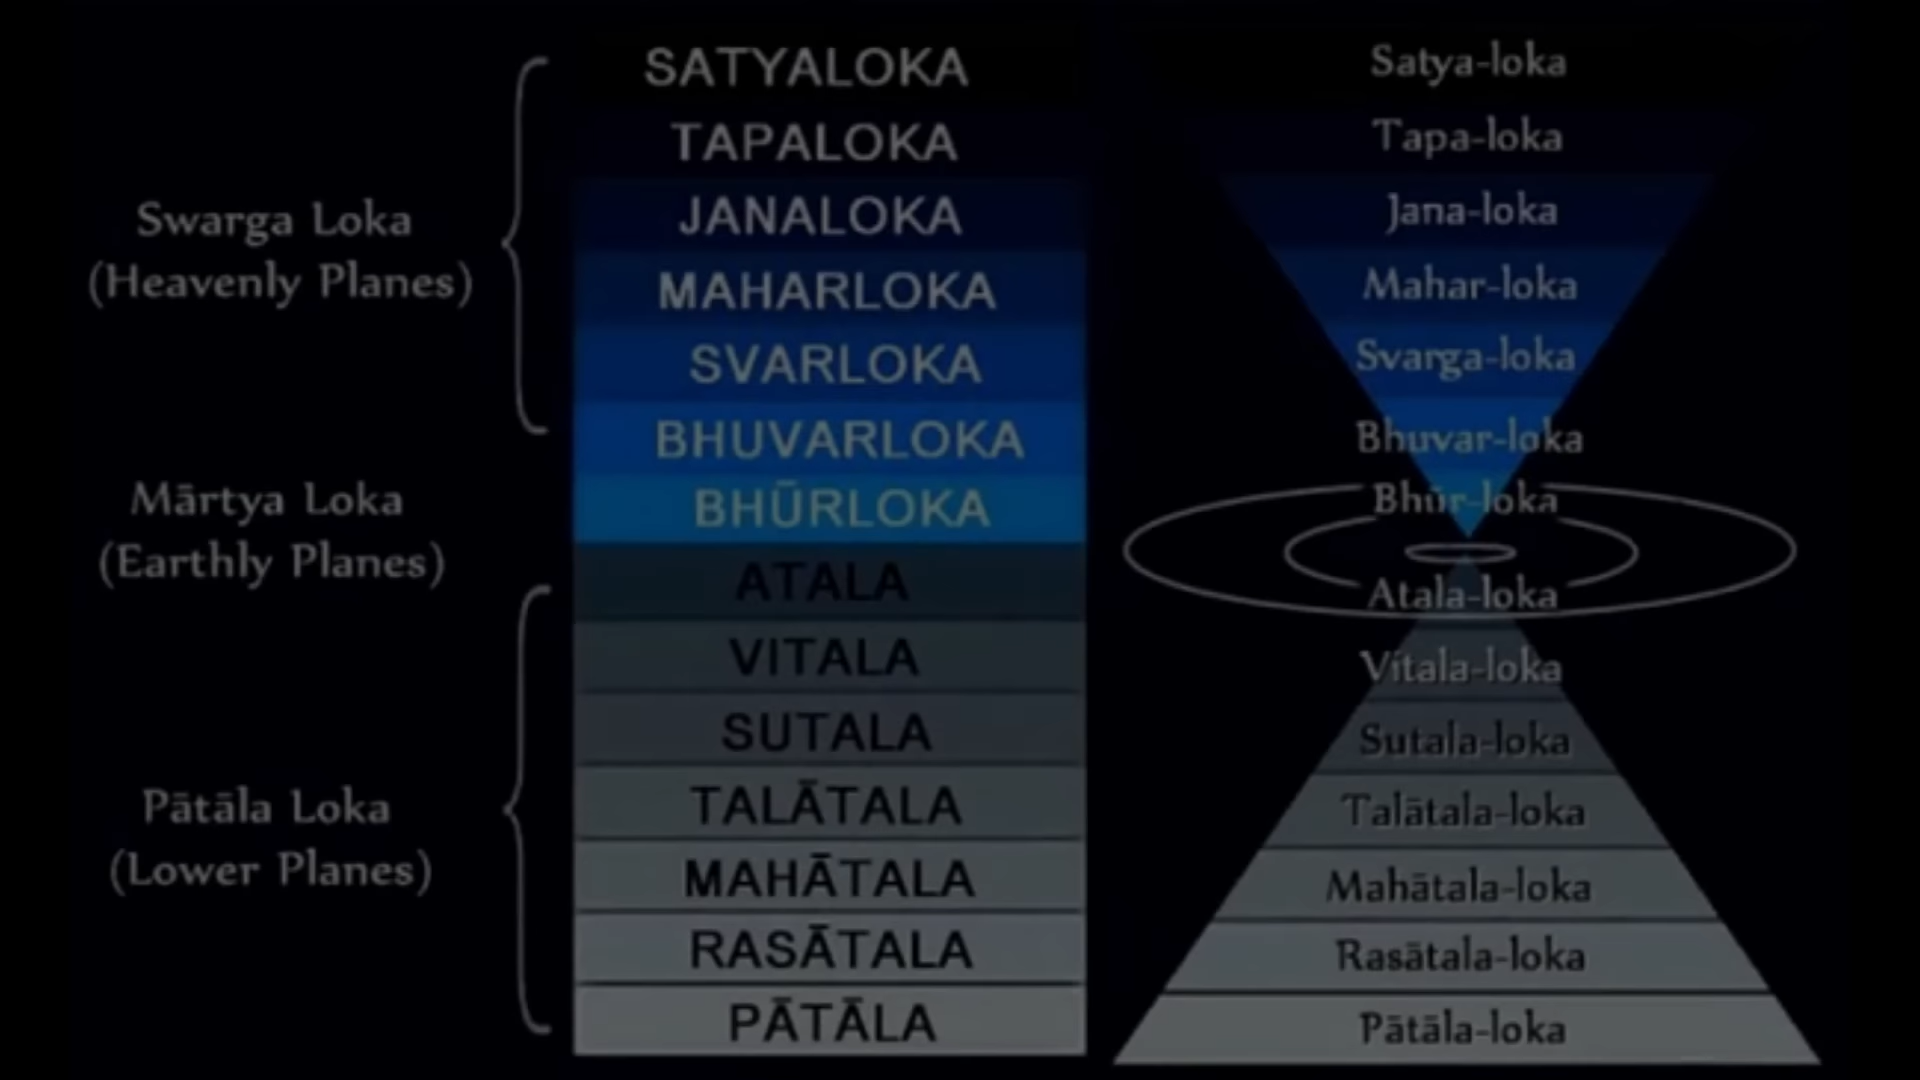 Swarga Loka
(Heavenly Planes)
Mārtya Loka
(Earthly Planes)
Pātāla Loka
(Lower Planes)
SATYALOKA
TAPALOKA
JANALOKA
MAHARLOKA
SVARLOKA
BHUVARLOKA
BHŪRLOKA
ATALA
VITALA
SUTALA
TALĀTALA
MAHĀTALA
RASĀTALA
PĀTĀLA
Satya-loka
Tapa-loka
Jana-loka
Mahar-loka
Svarga-loka
Bhuvar-loka
Bhūr-loka
Atala-loka
Vitala-loka
Sutala-loka
Talātala-loka
Mahātala-loka
Rasātala-loka
Pātāla-loka